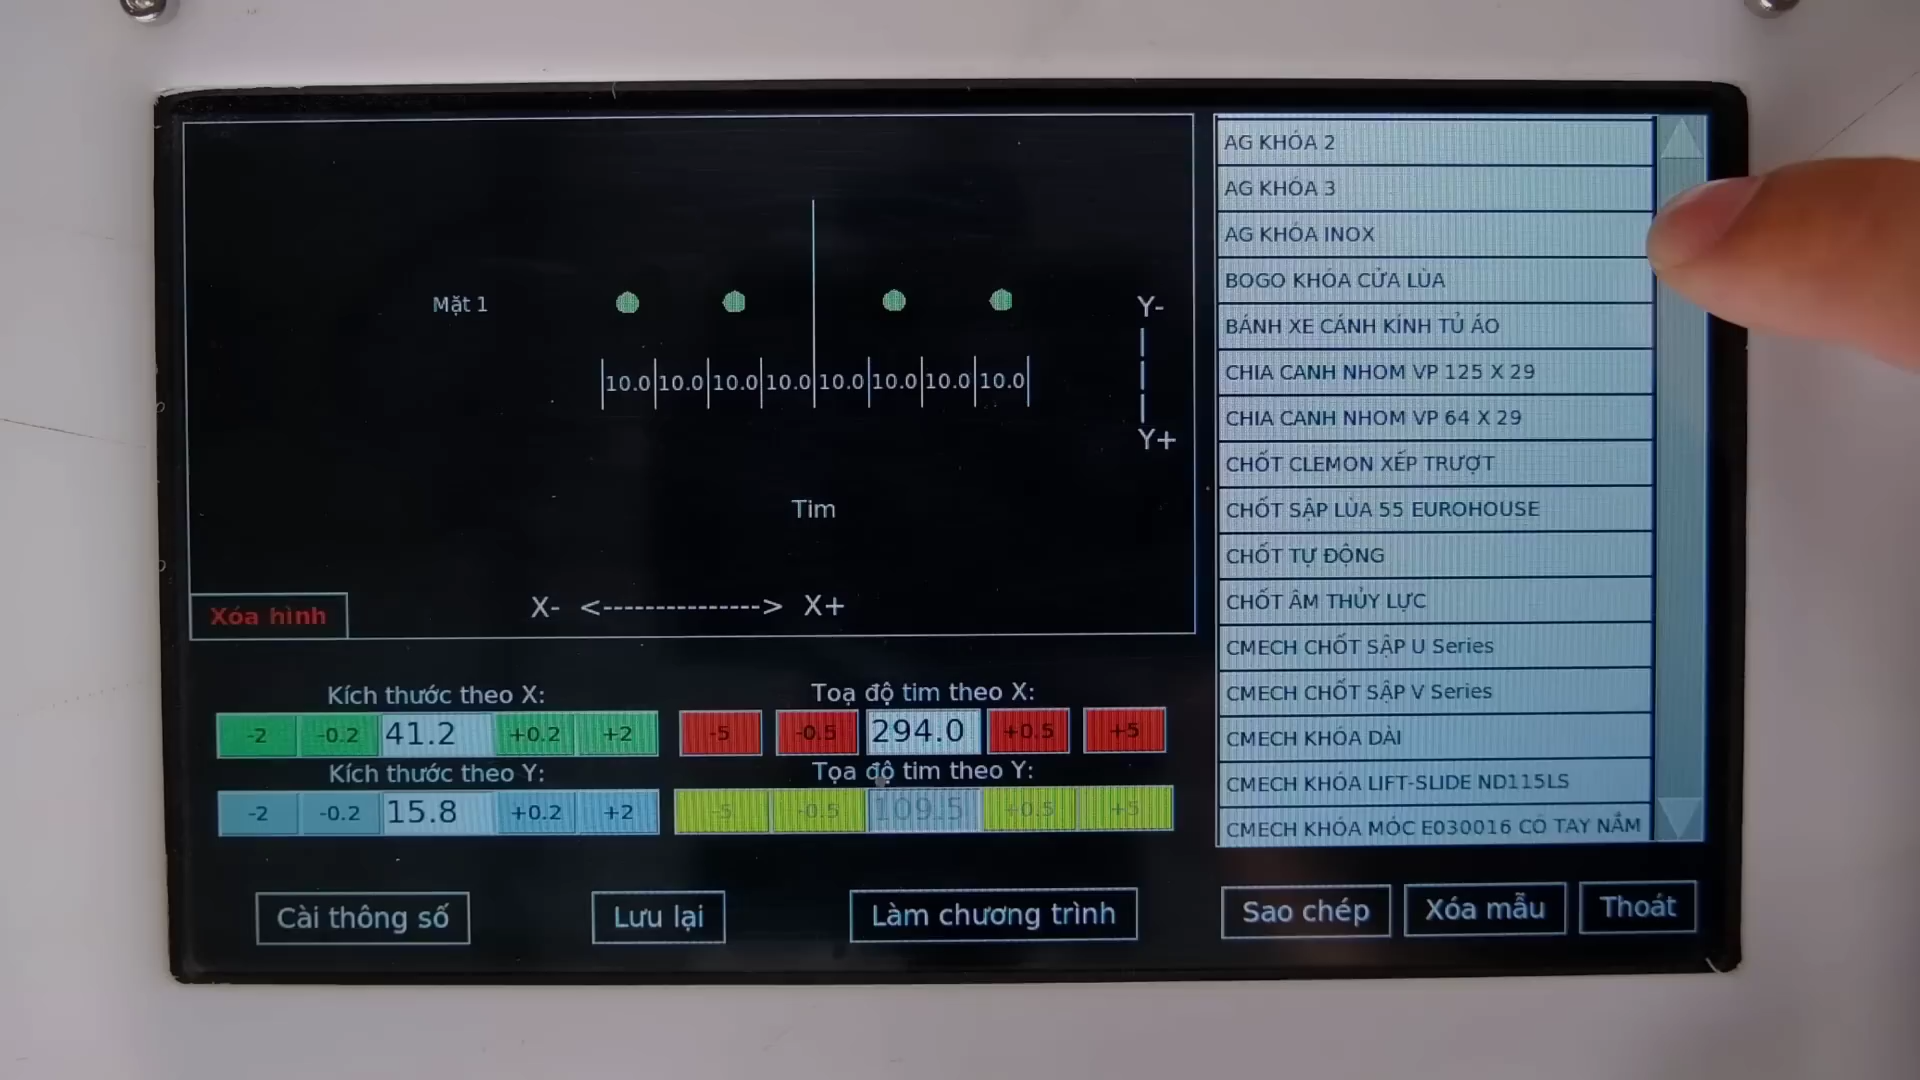 Mặt 1
Y-
Y+
10.0 10.0 10.0 10.0 10.0 10.0 10.0 10.0
Tim
X- <---------------> X+
Xóa hình
Kích thước theo X:
-2 -0.2 41.2 +0.2 +2
Kích thước theo Y:
-2 -0.2 15.8 +0.2 +2
Toạ độ tim theo X:
-5 -0.5 294.0 +0.5 +5
Tọa độ tim theo Y:
-5 -0.5 109.5 +0.5 +5
Cài thông số
Lưu lại
Làm chương trình
AG KHÓA 2
AG KHÓA 3
AG KHÓA INOX
BOGO KHÓA CỬA LÙA
BÁNH XE CÁNH KÍNH TỦ ÁO
CHIA CANH NHOM VP 125 X 29
CHIA CANH NHOM VP 64 X 29
CHỐT CLEMON XẾP TRƯỢT
CHỐT SẬP LÙA 55 EUROHOUSE
CHỐT TỰ ĐỘNG
CHỐT ÂM THỦY LỰC
CMECH CHỐT SẬP U Series
CMECH CHỐT SẬP V Series
CMECH KHÓA DÀI
CMECH KHÓA LIFT-SLIDE ND115LS
CMECH KHÓA MÓC E030016 CÓ TAY NẮM
Sao chép
Xóa mẫu
Thoát